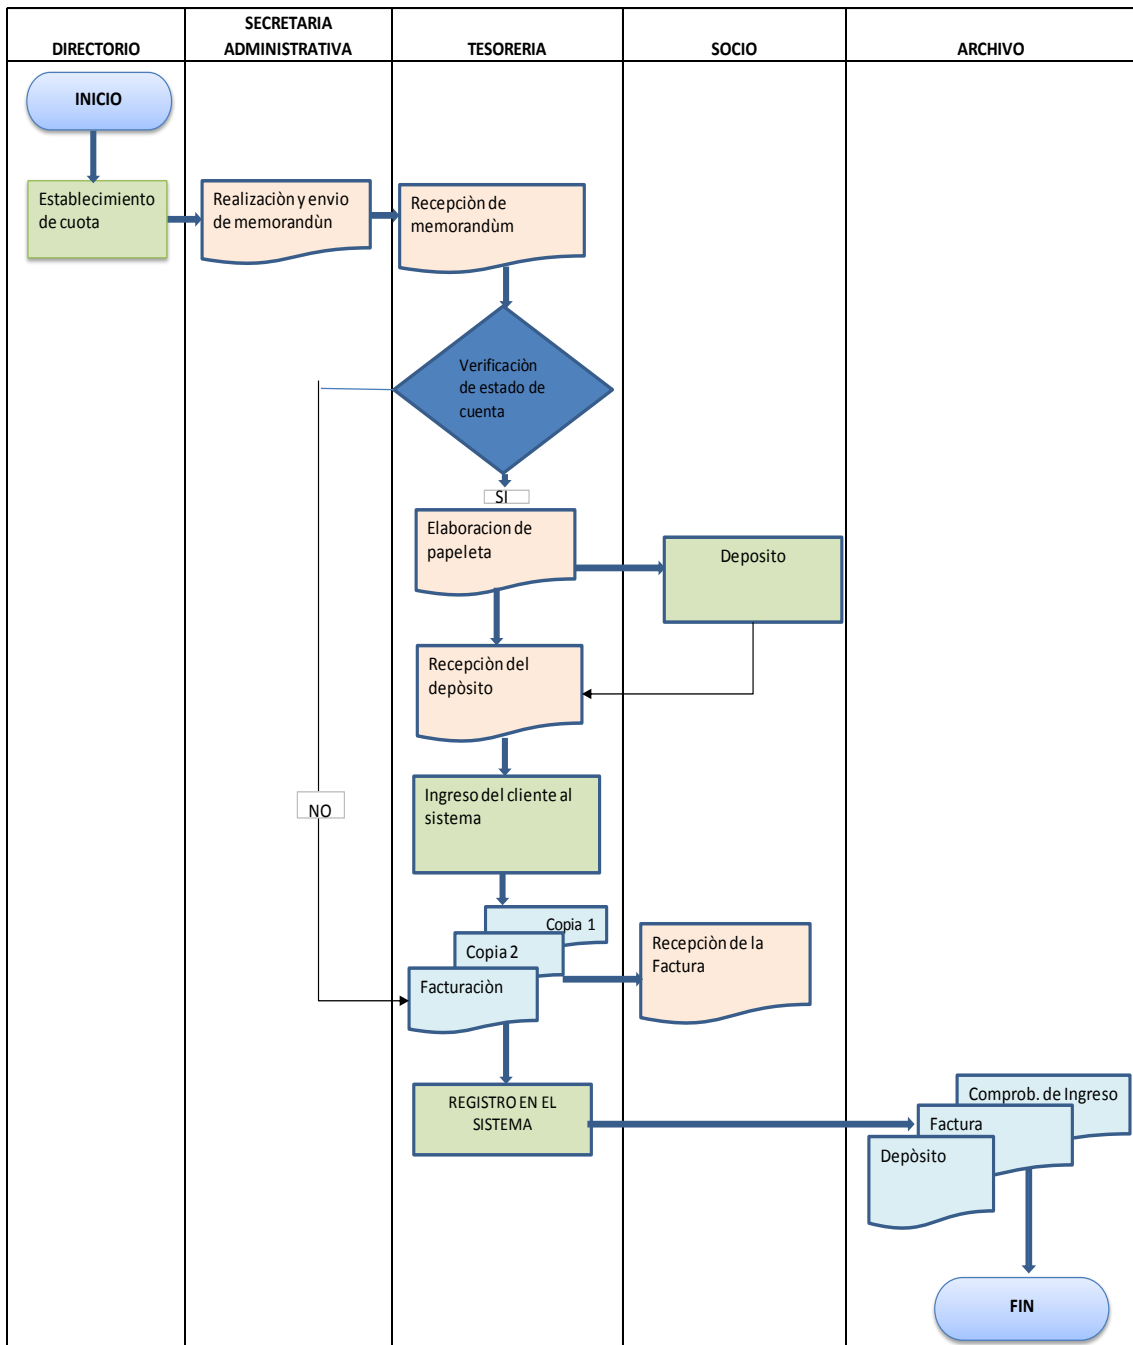 DIRECTORIO
SECRETARIA
ADMINISTRATIVA
TESORERIA
SOCIO
ARCHIVO
INICIO
Establecimiento
de cuota
Realizaciòn y envio
de memorandùn
Recepciòn de
memorandùm
Verificaciòn
de estado de
cuenta
SI
Elaboracion de
papeleta
Deposito
Recepciòn del
depòsito
Ingreso del cliente al
sistema
NO
Copia 1
Copia 2
Facturaciòn
Recepciòn de la
Factura
REGISTRO EN EL
SISTEMA
Comprob. de Ingreso
Factura
Depòsito
FIN